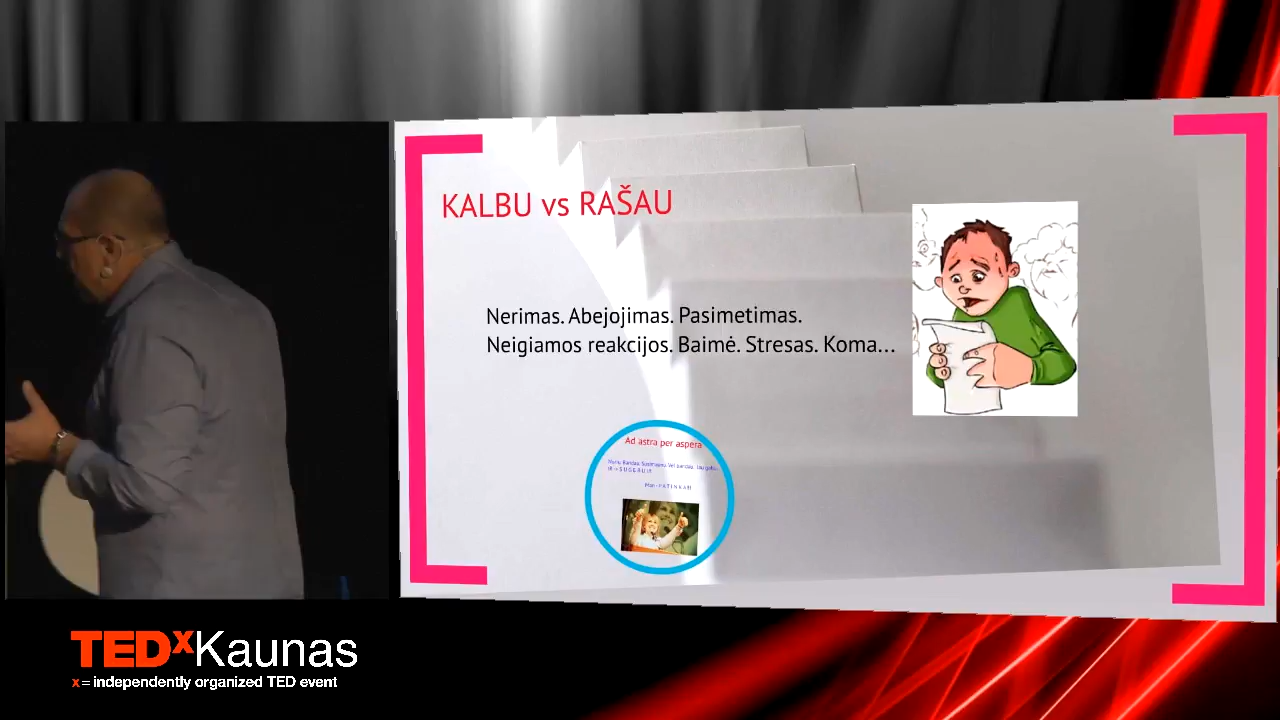 KALBU vs RAŠAU
Nerimas. Abejojimas. Pasimetimas.
Neigiamos reakcijos. Baimė. Stresas. Koma...
Ad astra per aspera
TEDxKaunas
x = independently organized TED event